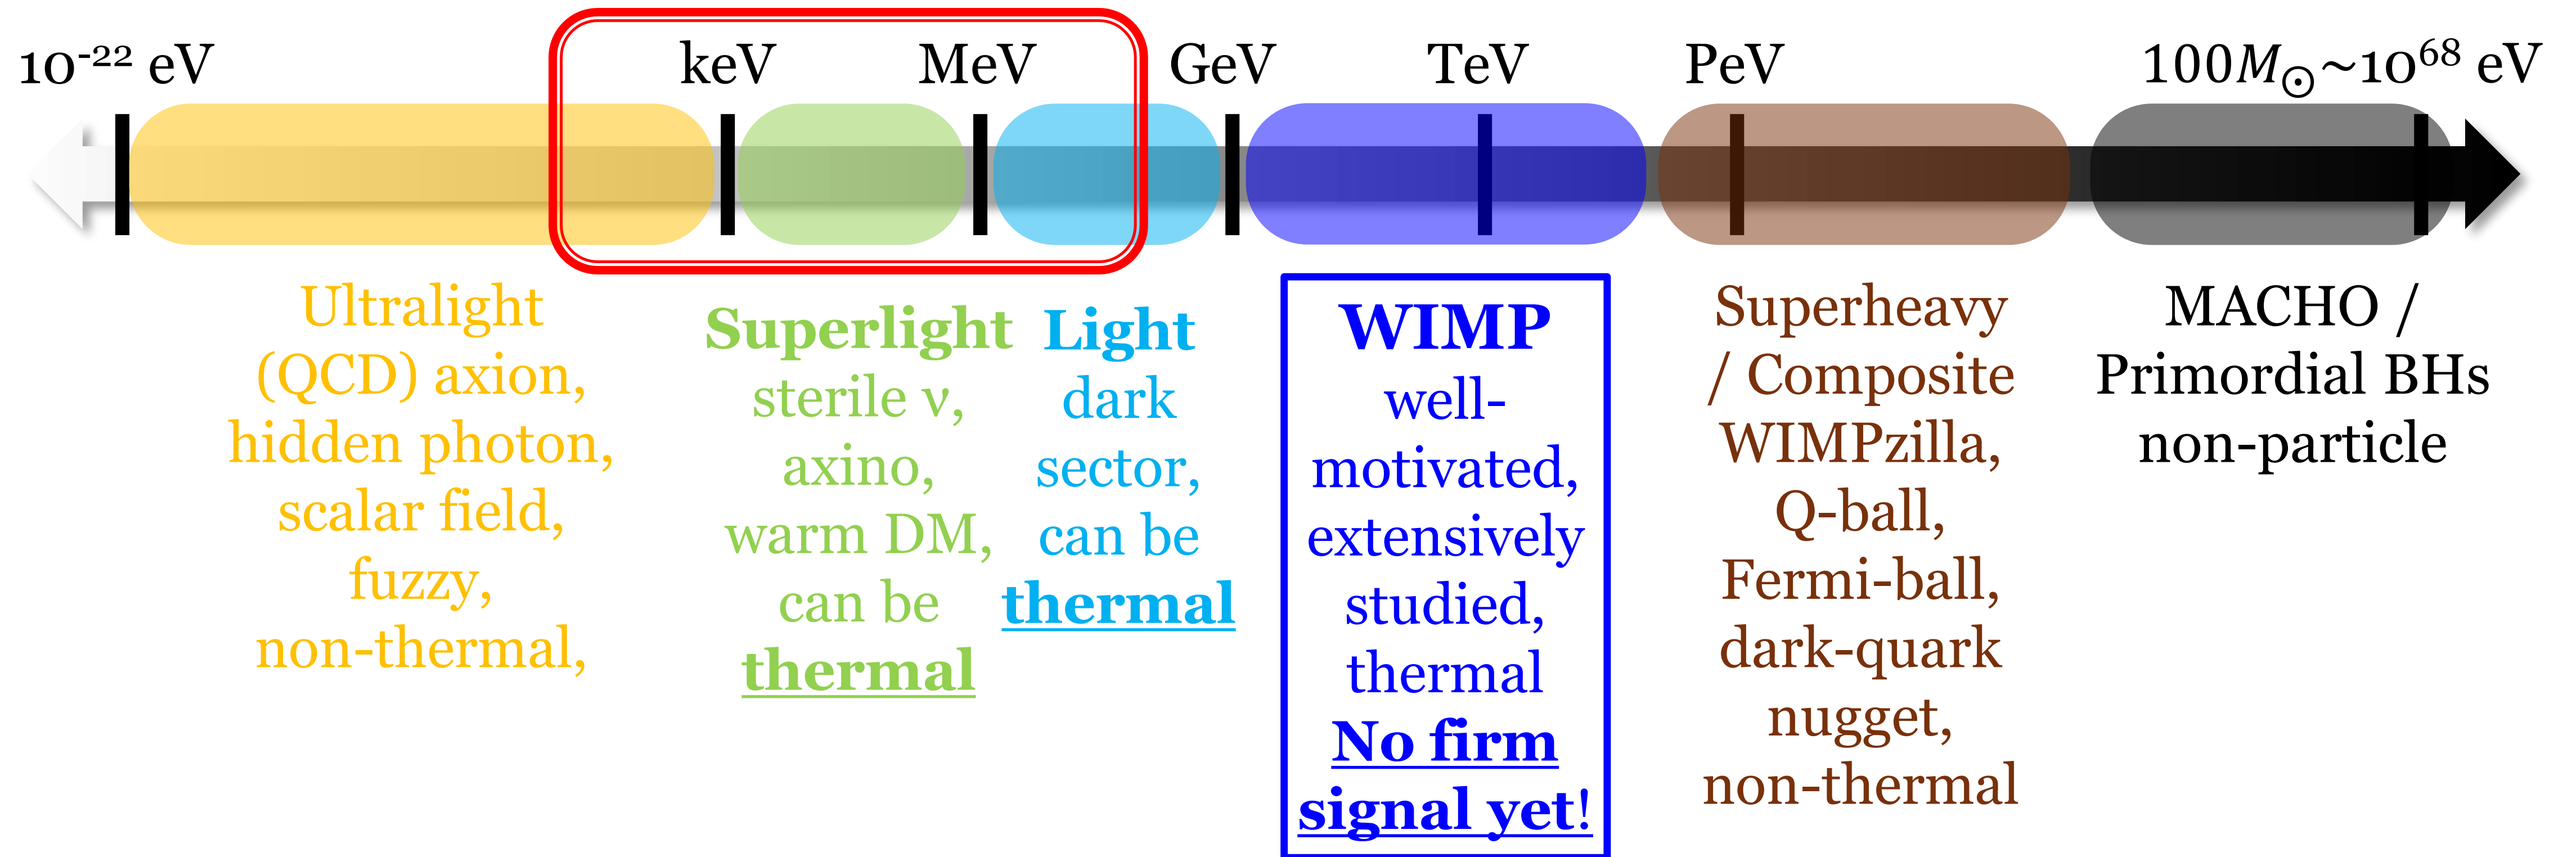 10⁻²² eV
keV
MeV
GeV
TeV
PeV
100M☉~10⁶⁸ eV
Ultralight
(QCD) axion,
hidden photon,
scalar field,
fuzzy,
non-thermal,
Superlight
sterile ν,
axino,
warm DM,
can be
thermal
Light
dark
sector,
can be
thermal
WIMP
well-
motivated,
extensively
studied,
thermal
No firm
signal yet!
Superheavy
/ Composite
WIMPzilla,
Q-ball,
Fermi-ball,
dark-quark
nugget,
non-thermal
MACHO /
Primordial BHs
non-particle